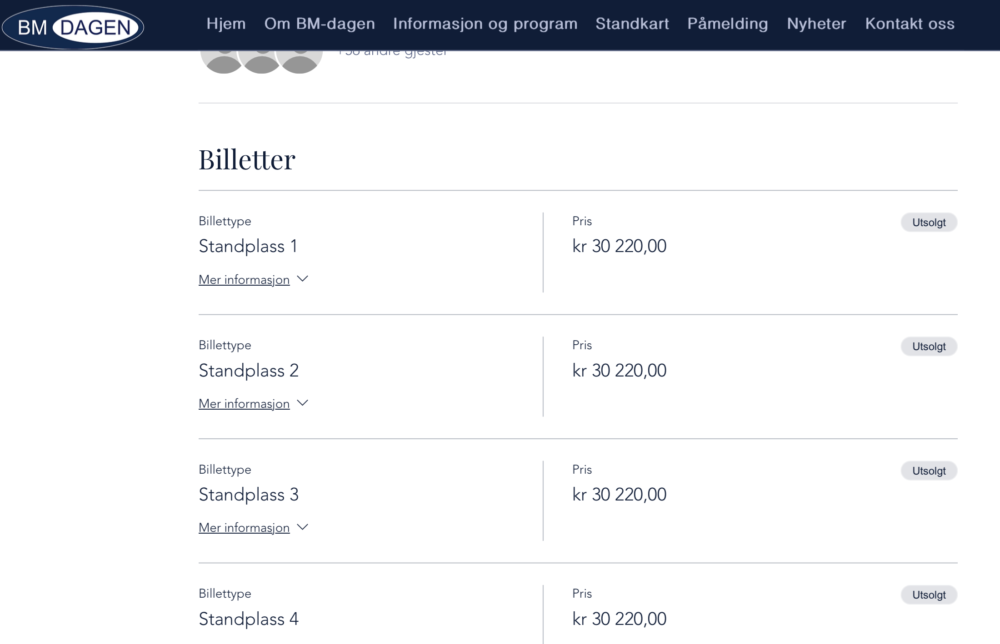 BM DAGEN
Hjem Om BM-dagen Informasjon og program Standkart Påmelding Nyheter Kontakt oss
andre gjester
Billetter
Billettype Pris Utsolgt
Standplass 1 kr 30 220,00
Mer informasjon
Billettype Pris Utsolgt
Standplass 2 kr 30 220,00
Mer informasjon
Billettype Pris Utsolgt
Standplass 3 kr 30 220,00
Mer informasjon
Billettype Pris Utsolgt
Standplass 4 kr 30 220,00